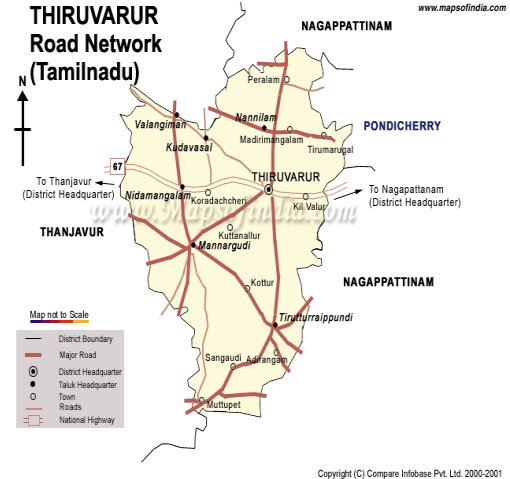 THIRUVARUR
Road Network
(Tamilnadu)
www.mapsofindia.com
NAGAPPATTINAM
N
Peralam
Valangiman
Nannilam
Kudavasal
Madirimangalam
PONDICHERRY
Tirumarugal
67
To Thanjavur
(District Headquarter)
THIRUVARUR
To Nagapattanam
(District Headquarter)
Nidamangalam
Koradachcheri
Kil Valur
www.Mapsofindia.com
THANJAVUR
Kuttanallur
Mannargudi
Kottur
NAGAPPATTINAM
Map not to Scale
Tirutturraippundi
District Boundary
Major Road
District Headquarter
Taluk Headquarter
Town
Roads
National Highway
Sangaudi
Adirangam
Muttupet
Copyright (C) Compare Infobase Pvt. Ltd. 2000-2001